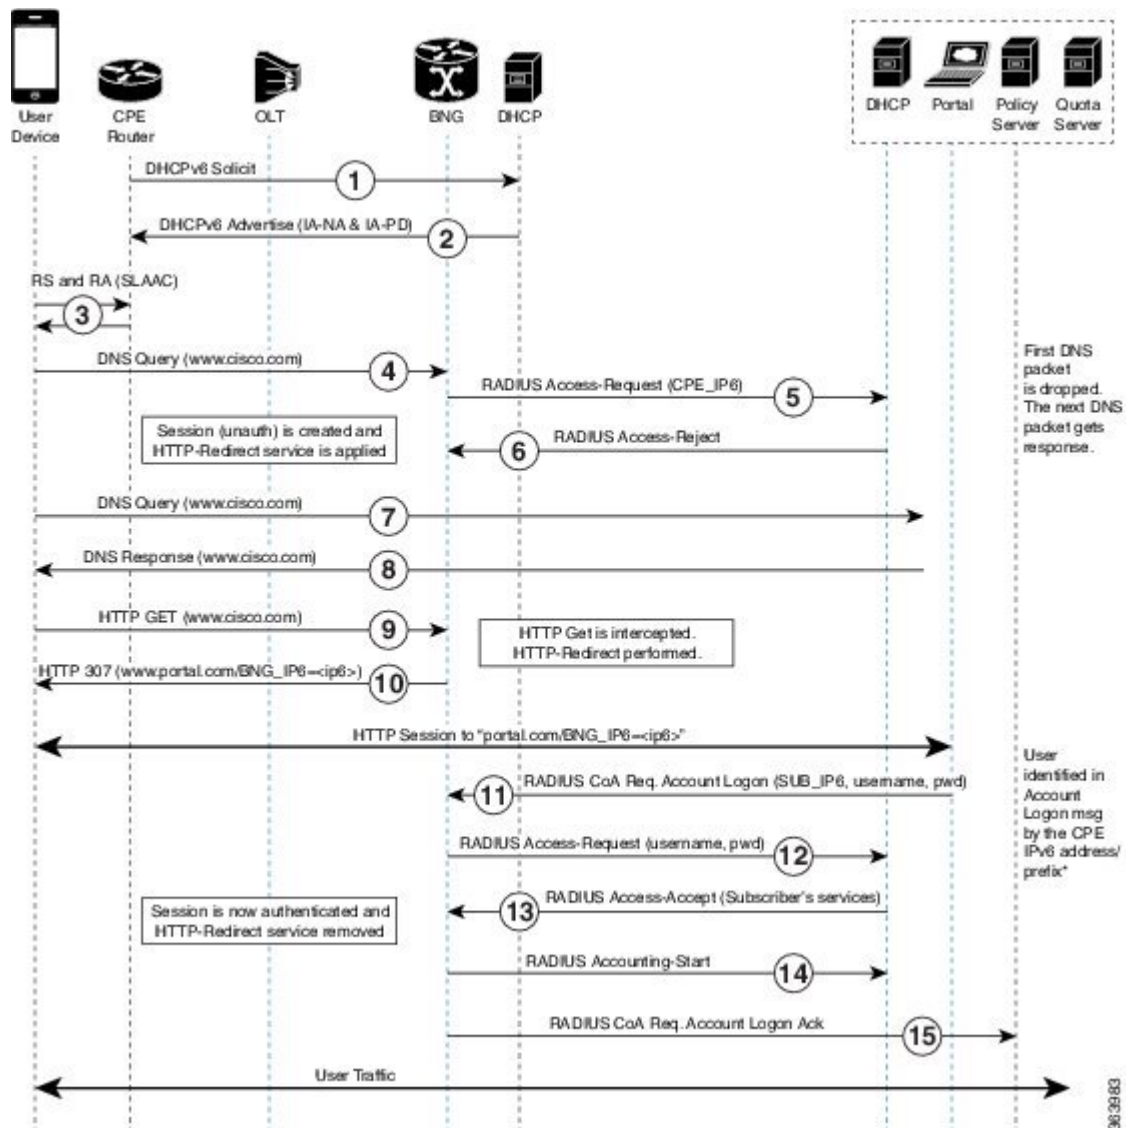 User
Device
CPE
Router
OLT
BNG
DHCP
DHCP
Portal
Policy
Server
Quota
Server
DHCPv6 Solicit
1
DHCPv6 Advertise (IA-NA & IA-PD)
2
RS and RA (SLAAC)
3
DNS Query (www.cisco.com)
4
RADIUS Access-Request (CPE_IP6)
5
First DNS
packet
is dropped.
The next DNS
packet gets
response.
Session (unauth) is created and
HTTP-Redirect service is applied
RADIUS Access-Reject
6
DNS Query (www.cisco.com)
7
DNS Response (www.cisco.com)
8
HTTP GET (www.cisco.com)
9
HTTP Get is intercepted.
HTTP-Redirect performed.
HTTP 307 (www.portal.com/BNG_IP6=<ip6>)
10
HTTP Session to "portal.com/BNG_IP6=<ip6>"
RADIUS CoA Req. Account Logon (SUB_IP6, username, pwd)
11
User
identified in
Account
Logon msg
by the CPE
IPv6 address/
prefix*
RADIUS Access-Request (username, pwd)
12
RADIUS Access-Accept (Subscriber's services)
13
Session is now authenticated and
HTTP-Redirect service removed
RADIUS Accounting-Start
14
RADIUS CoA Req. Account Logon Ack
15
User Traffic
363983